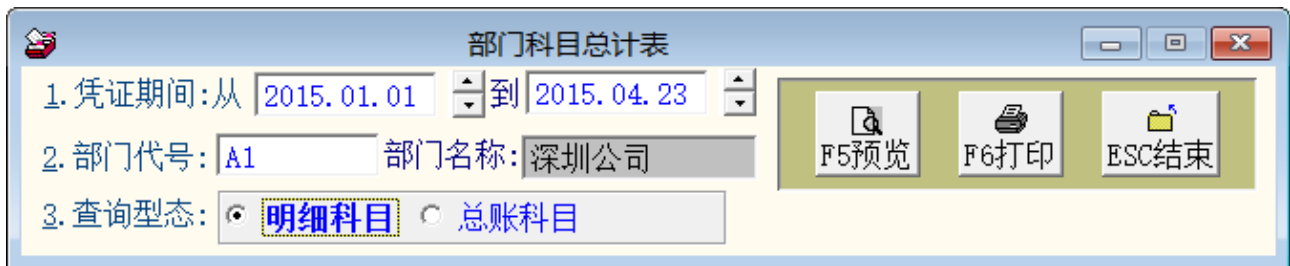 部门科目总计表
1.凭证期间:从 2015.01.01 到 2015.04.23
2.部门代号: A1 部门名称: 深圳公司
3.查询型态: 明细科目 总账科目
F5预览 F6打印 ESC结束